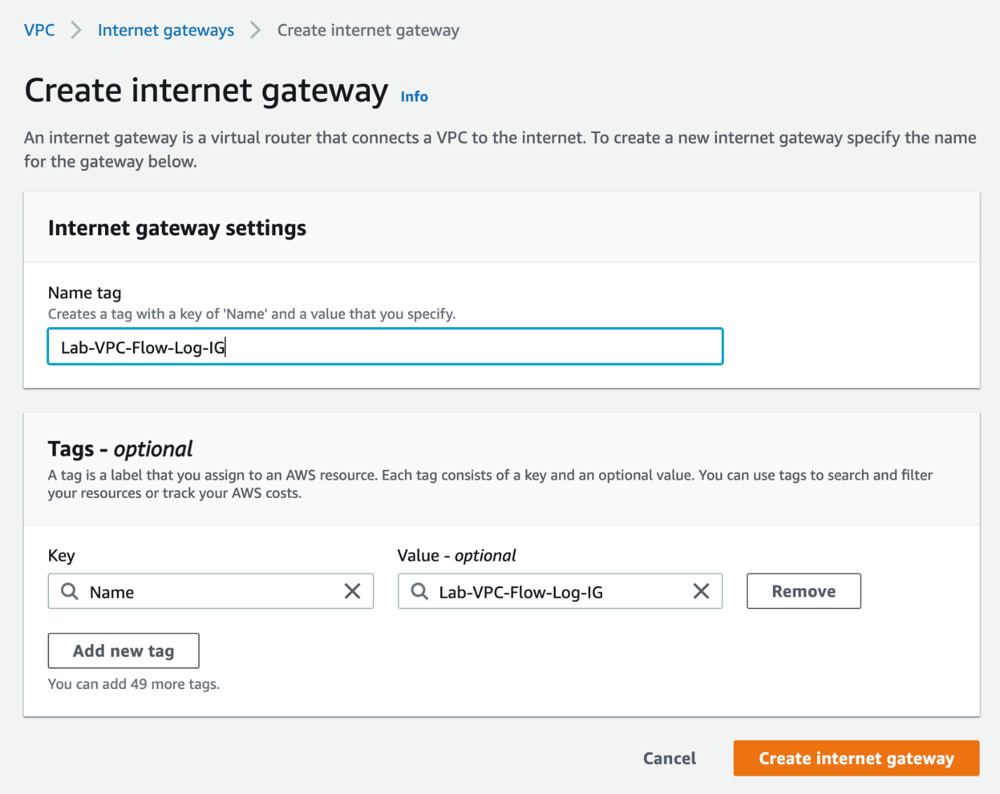 VPC > Internet gateways > Create internet gateway
Create internet gateway Info
An internet gateway is a virtual router that connects a VPC to the internet. To create a new internet gateway specify the name
for the gateway below.
Internet gateway settings
Name tag
Creates a tag with a key of 'Name' and a value that you specify.
Lab-VPC-Flow-Log-IG
Tags - optional
A tag is a label that you assign to an AWS resource. Each tag consists of a key and an optional value. You can use tags to search and filter
your resources or track your AWS costs.
Key Value - optional
Name Lab-VPC-Flow-Log-IG Remove
Add new tag
You can add 49 more tags.
Cancel Create internet gateway